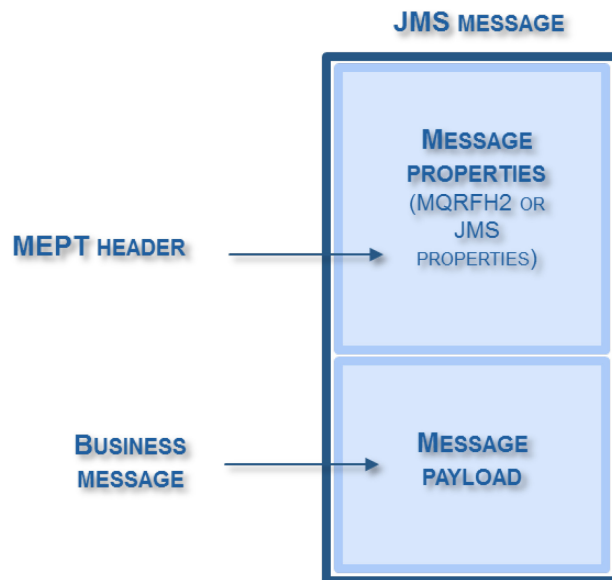 JMS MESSAGE
MESSAGE
PROPERTIES
(MQRFH2 OR
JMS
PROPERTIES)
MEPT HEADER
BUSINESS
MESSAGE
MESSAGE
PAYLOAD